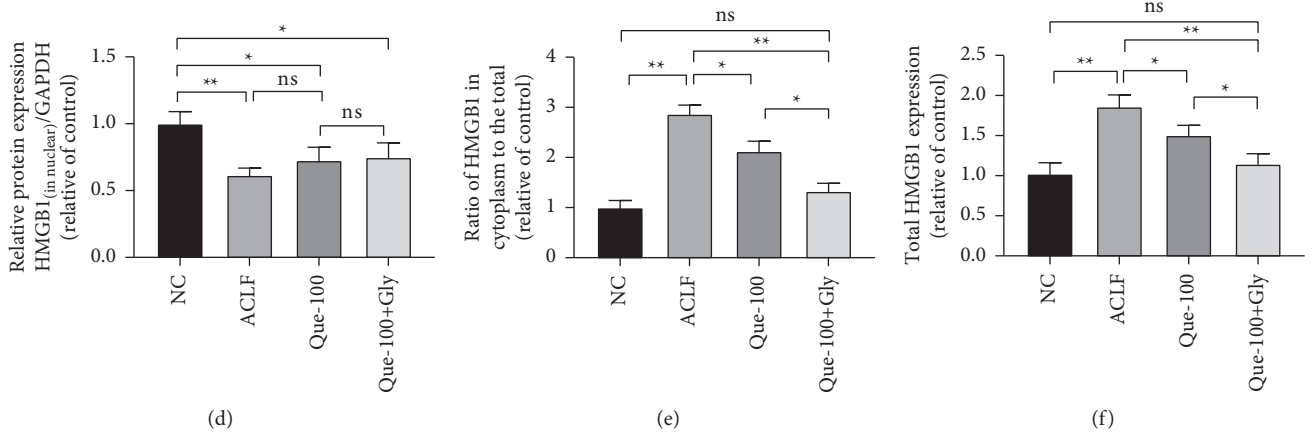 Relative protein expression
HMGB1(in nuclear)/GAPDH
(relative of control)
1.5
1.0
0.5
0.0
*
*
**
ns
ns
NC
ACLF
Que-100
Que-100+Gly
(d)
Ratio of HMGB1 in
cytoplasm to the total
(relative of control)
4
3
2
1
0
ns
**
**
*
*
NC
ACLF
Que-100
Que-100+Gly
(e)
Total HMGB1 expression
(relative of control)
2.5
2.0
1.5
1.0
0.5
0.0
ns
**
**
*
*
NC
ACLF
Que-100
Que-100+Gly
(f)